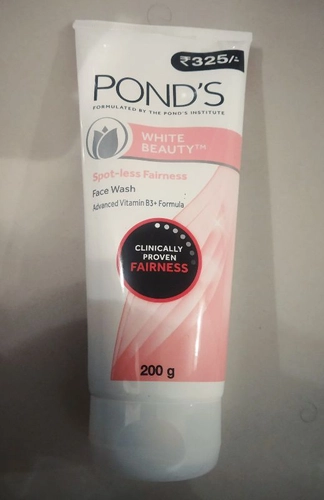 ₹325/-
POND'S
FORMULATED BY THE POND'S INSTITUTE
WHITE
BEAUTY™
Spot-less Fairness
Face Wash
Advanced Vitamin B3+ Formula
CLINICALLY
PROVEN
FAIRNESS
200 g